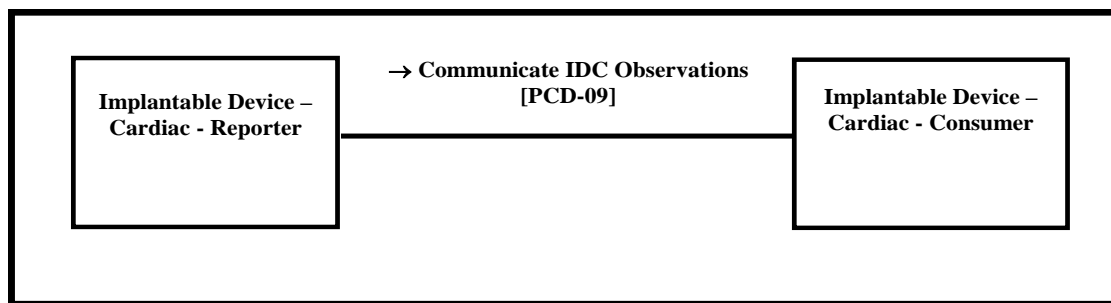 Implantable Device –
Cardiac - Reporter
→ Communicate IDC Observations
[PCD-09]
Implantable Device –
Cardiac - Consumer